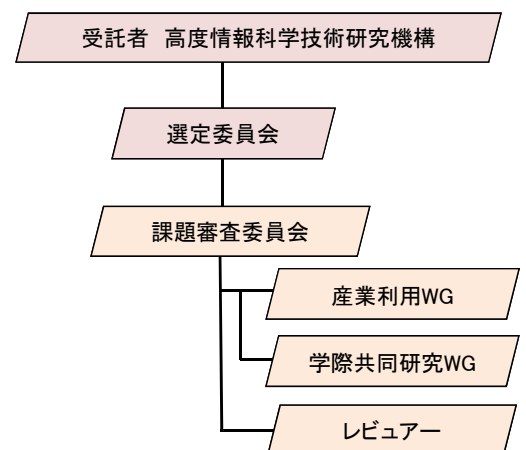 受託者 高度情報科学技術研究機構
選定委員会
課題審査委員会
産業利用WG
学際共同研究WG
レビュアー